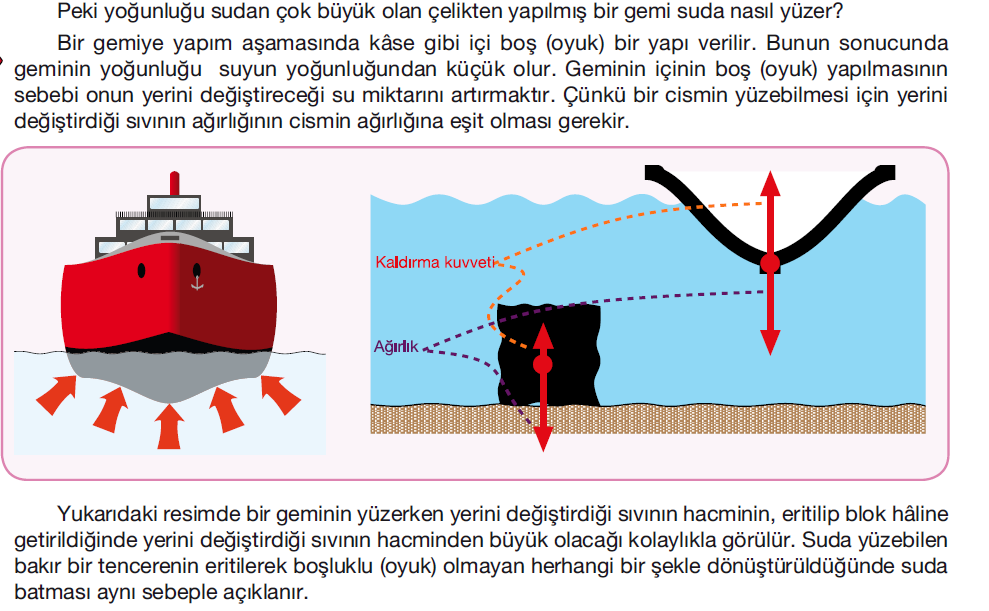 Peki yoğunluğu sudan çok büyük olan çelikten yapılmış bir gemi suda nasıl yüzer?
Bir gemiye yapım aşamasında kâse gibi içi boş (oyuk) bir yapı verilir. Bunun sonucunda
geminin yoğunluğu suyun yoğunluğundan küçük olur. Geminin içinin boş (oyuk) yapılmasının
sebebi onun yerini değiştireceği su miktarını artırmaktır. Çünkü bir cismin yüzebilmesi için yerini
değiştirdiği sıvının ağırlığının cismin ağırlığına eşit olması gerekir.
Kaldırma kuvveti
Ağırlık
Yukarıdaki resimde bir geminin yüzerken yerini değiştirdiği sıvının hacminin, eritilip blok hâline
getirildiğinde yerini değiştirdiği sıvının hacminden büyük olacağı kolaylıkla görülür. Suda yüzebilen
bakır bir tencerenin eritilerek boşluklu (oyuk) olmayan herhangi bir şekle dönüştürüldüğünde suda
batması aynı sebeple açıklanır.